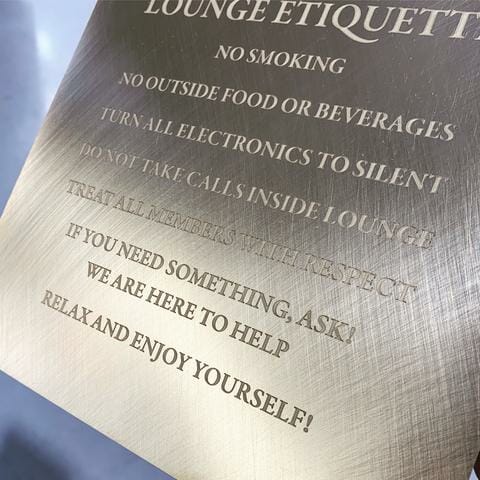 LOUNGE ETIQUETTE
NO SMOKING
NO OUTSIDE FOOD OR BEVERAGES
TURN ALL ELECTRONICS TO SILENT
DO NOT TAKE CALLS INSIDE LOUNGE
TREAT ALL MEMBERS WITH RESPECT
IF YOU NEED SOMETHING, ASK!
WE ARE HERE TO HELP
RELAX AND ENJOY YOURSELF!